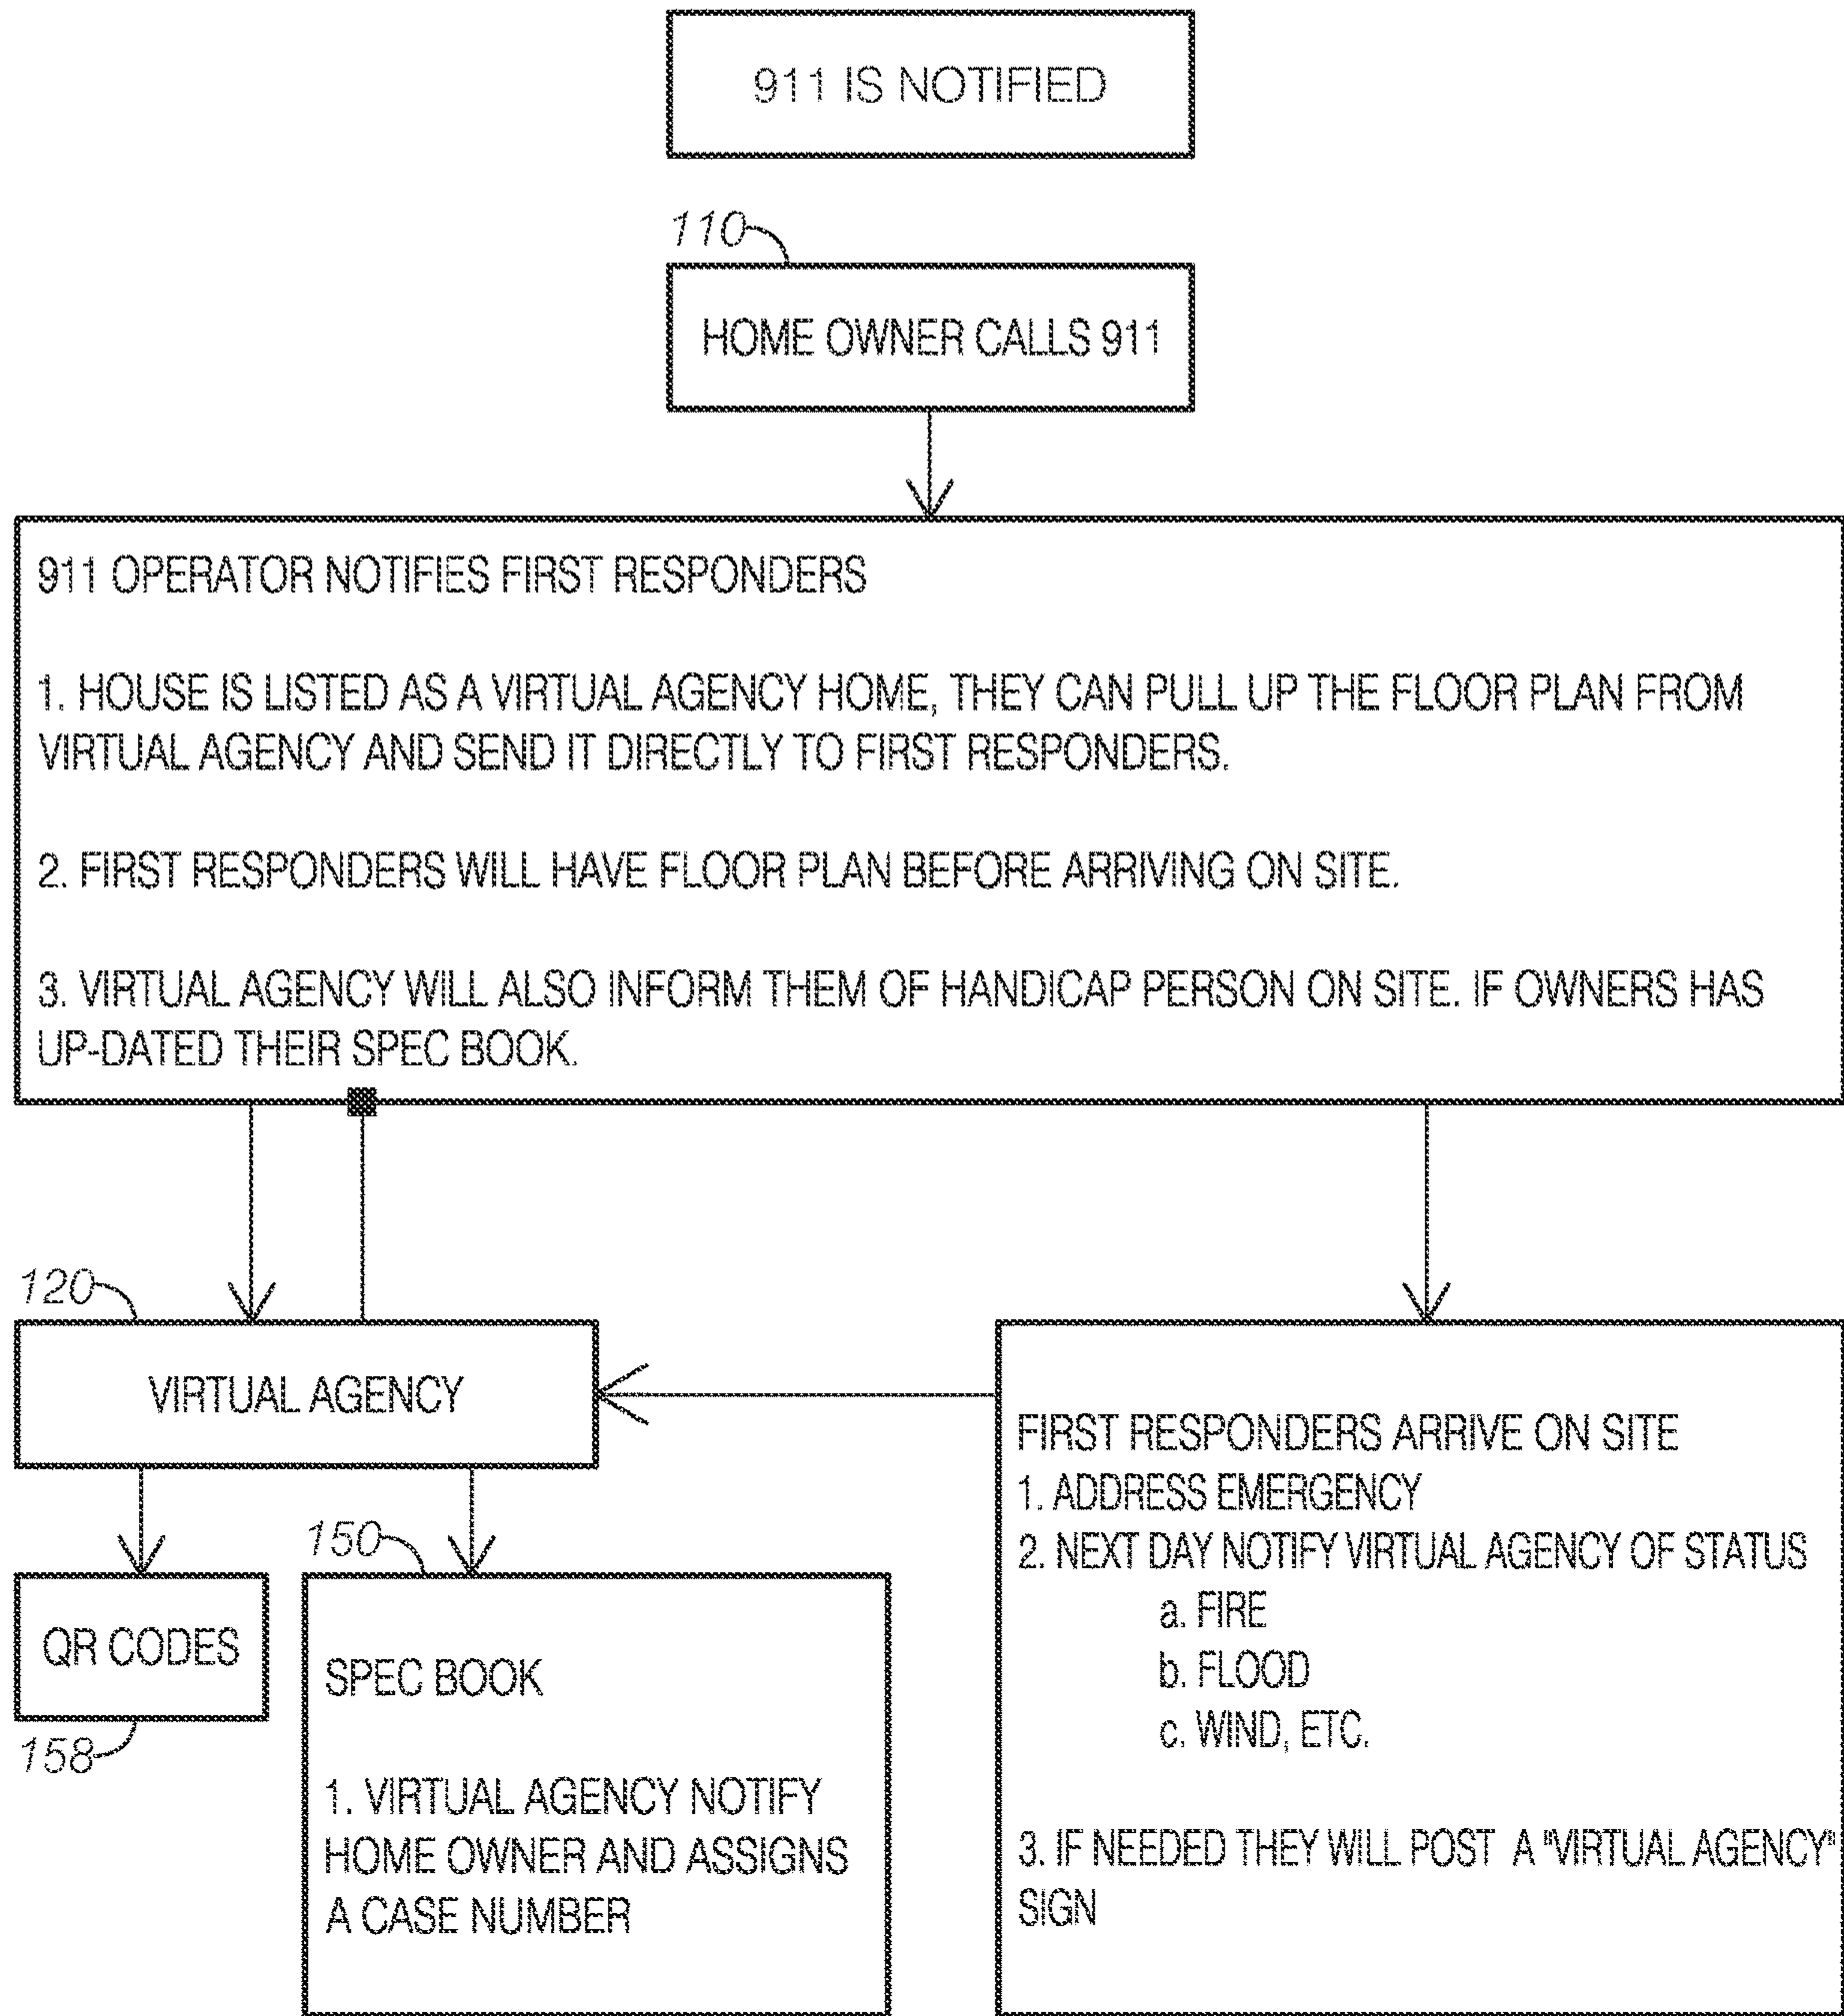 911 IS NOTIFIED
110
HOME OWNER CALLS 911
911 OPERATOR NOTIFIES FIRST RESPONDERS
1. HOUSE IS LISTED AS A VIRTUAL AGENCY HOME, THEY CAN PULL UP THE FLOOR PLAN FROM
VIRTUAL AGENCY AND SEND IT DIRECTLY TO FIRST RESPONDERS.
2. FIRST RESPONDERS WILL HAVE FLOOR PLAN BEFORE ARRIVING ON SITE.
3. VIRTUAL AGENCY WILL ALSO INFORM THEM OF HANDICAP PERSON ON SITE. IF OWNERS HAS
UP-DATED THEIR SPEC BOOK.
120
VIRTUAL AGENCY
QR CODES
158
150
SPEC BOOK
1. VIRTUAL AGENCY NOTIFY
HOME OWNER AND ASSIGNS
A CASE NUMBER
FIRST RESPONDERS ARRIVE ON SITE
1. ADDRESS EMERGENCY
2. NEXT DAY NOTIFY VIRTUAL AGENCY OF STATUS
a. FIRE
b. FLOOD
c. WIND, ETC.
3. IF NEEDED THEY WILL POST A "VIRTUAL AGENCY"
SIGN